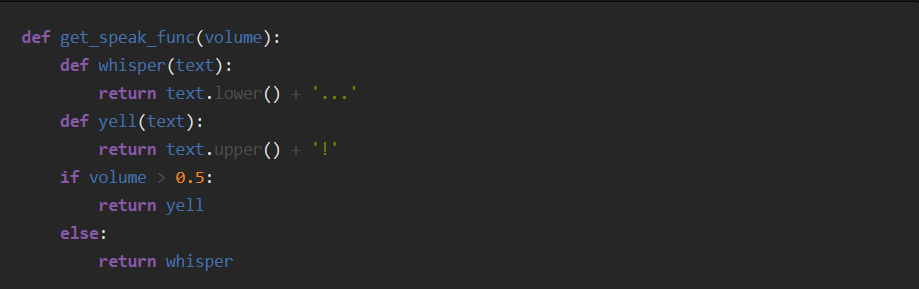 def get_speak_func(volume):
    def whisper(text):
        return text.lower() + '...'
    def yell(text):
        return text.upper() + '!'
    if volume > 0.5:
        return yell
    else:
        return whisper